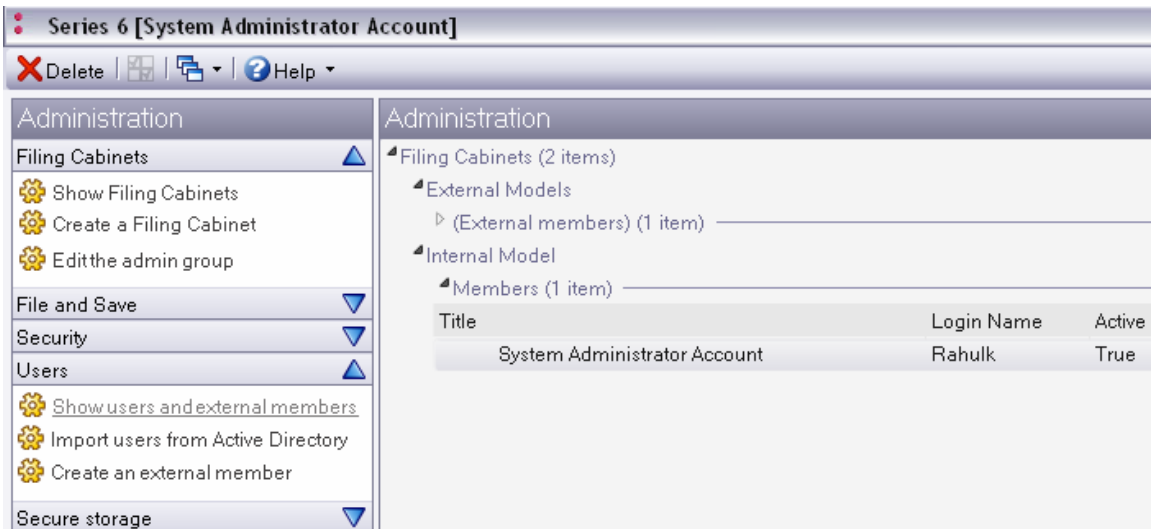 Series 6 [System Administrator Account]
Delete Help
Administration
Filing Cabinets
Show Filing Cabinets
Create a Filing Cabinet
Edit the admin group
File and Save
Security
Users
Show users and external members
Import users from Active Directory
Create an external member
Secure storage
Administration
Filing Cabinets (2 items)
External Models
(External members) (1 item)
Internal Model
Members (1 item)
Title Login Name Active
System Administrator Account Rahulk True